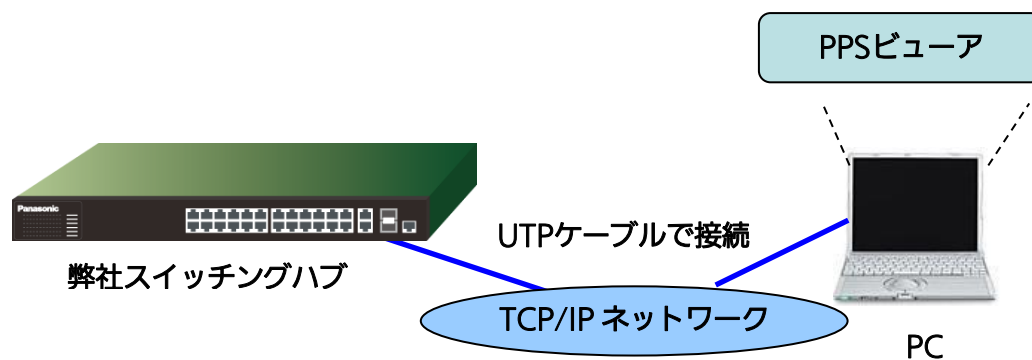 PPSビューア
Panasonic
UTPケーブルで接続
弊社スイッチングハブ
TCP/IP ネットワーク
PC